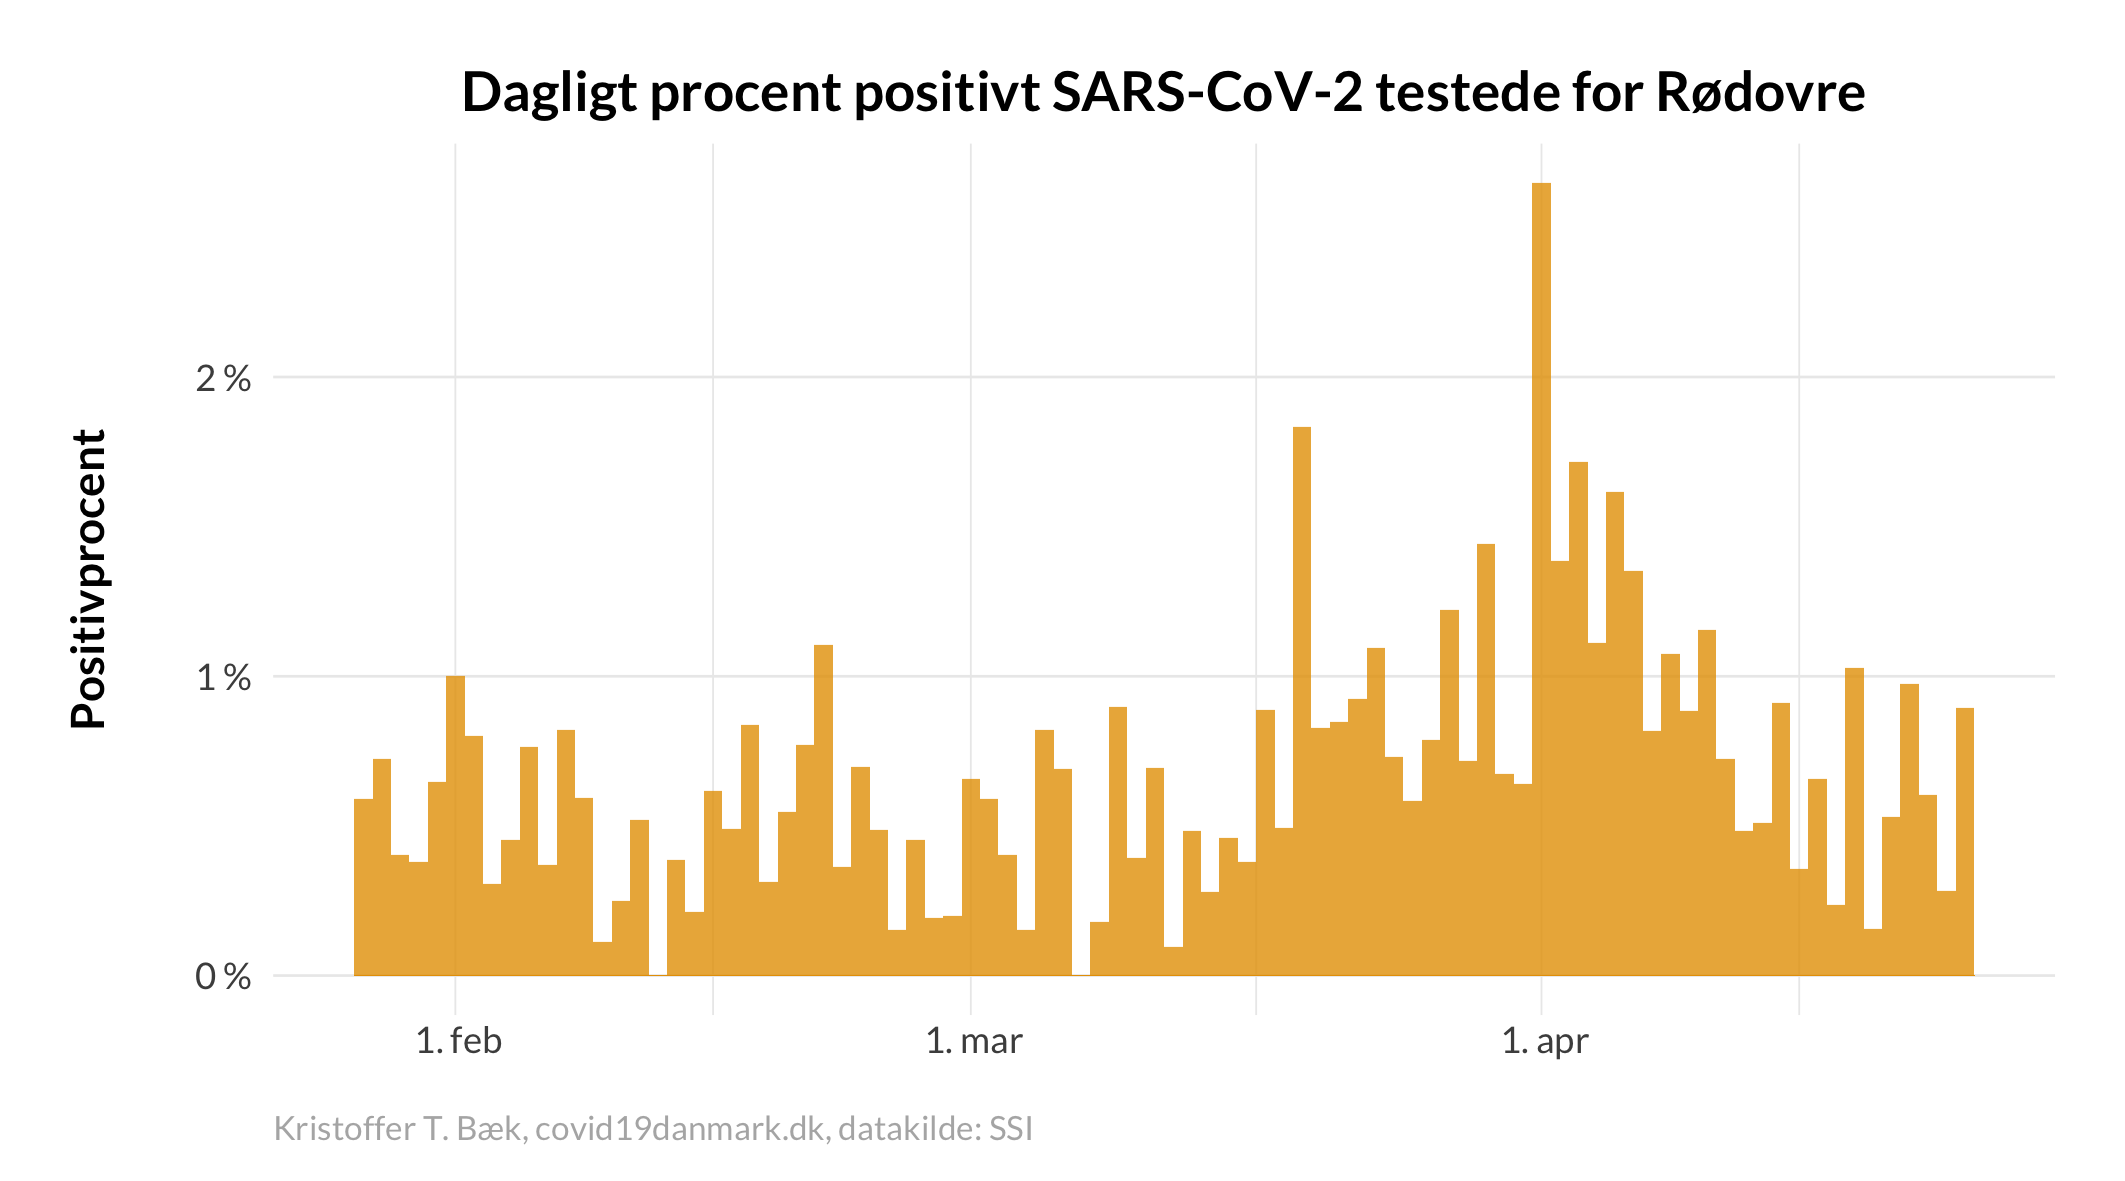 Dagligt procent positivt SARS-CoV-2 testede for Rødovre
Positivprocent
2 %
1 %
0 %
1. feb
1. mar
1. apr
Kristoffer T. Bæk, covid19danmark.dk, datakilde: SSI